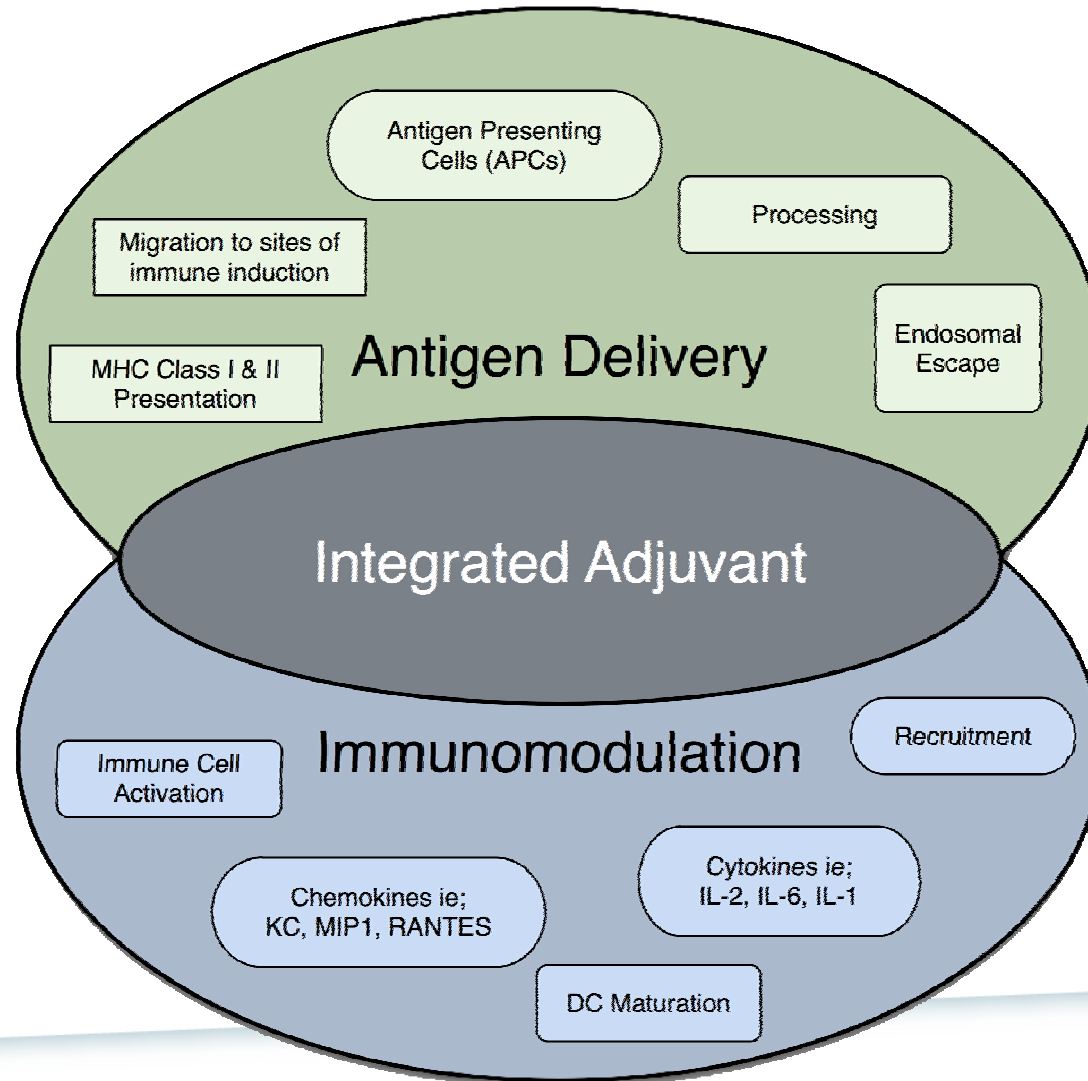 Antigen Presenting
Cells (APCs)
Processing
Migration to sites of
immune induction
Endosomal
Escape
Antigen Delivery
MHC Class I & II
Presentation
Integrated Adjuvant
Recruitment
Immunomodulation
Immune Cell
Activation
Cytokines ie;
IL-2, IL-6, IL-1
Chemokines ie;
KC, MIP1, RANTES
DC Maturation